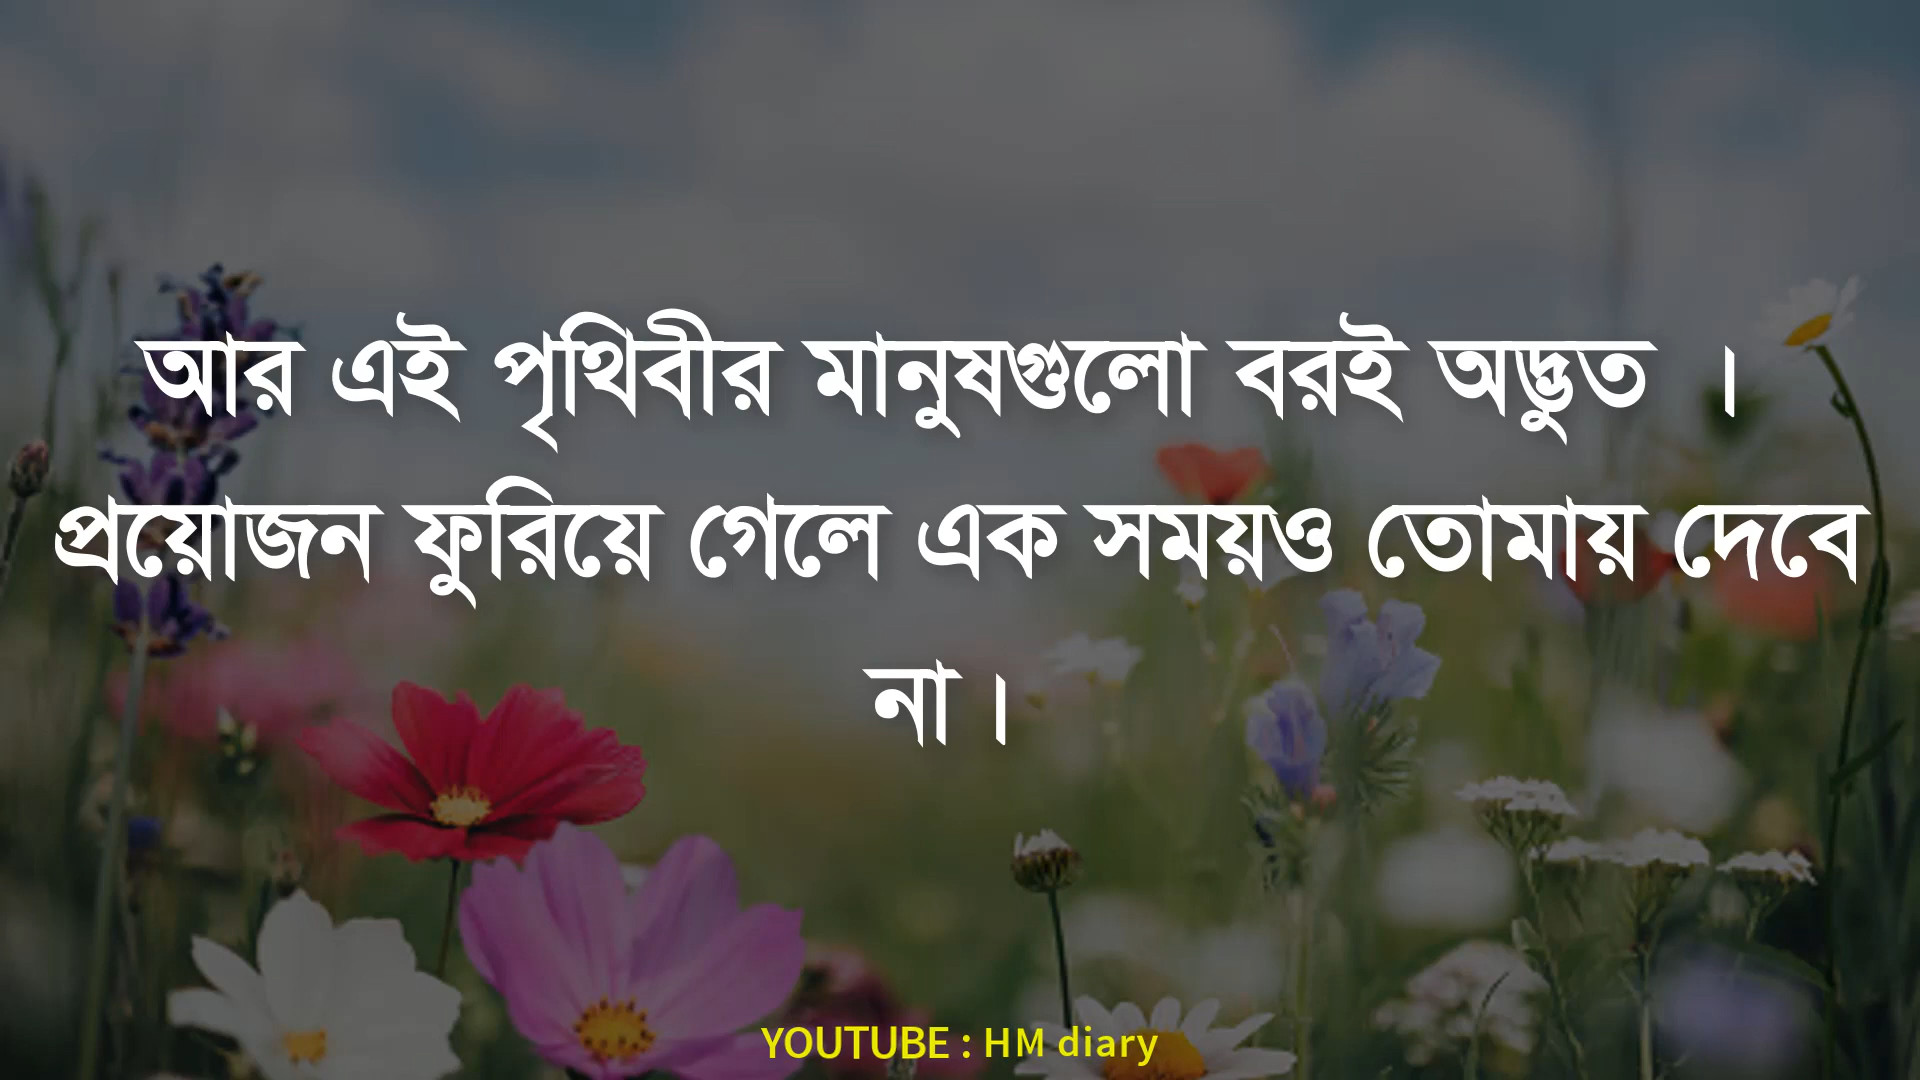 আর এই পৃথিবীর মানুষগুলো বরই অদ্ভুত ।
প্রয়োজন ফুরিয়ে গেলে এক সময়ও তোমায় দেবে
না ।
YOUTUBE : HM diary